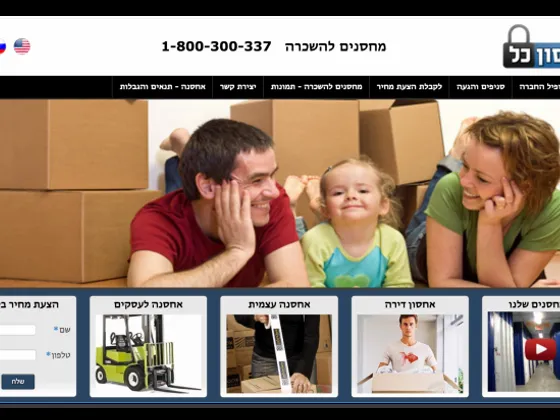 מחסנים להשכרה 1-800-300-337
סון כל
פיל החברה סניפים והגעה לקבלת הצעת מחיר מחסנים להשכרה - תמונות יצירת קשר אחסנה - תנאים והגבלות
חסנים שלנו אחסון דירה אחסנה עצמית אחסנה לעסקים הצעת מחיר ב
שם*
טלפון*
שלח